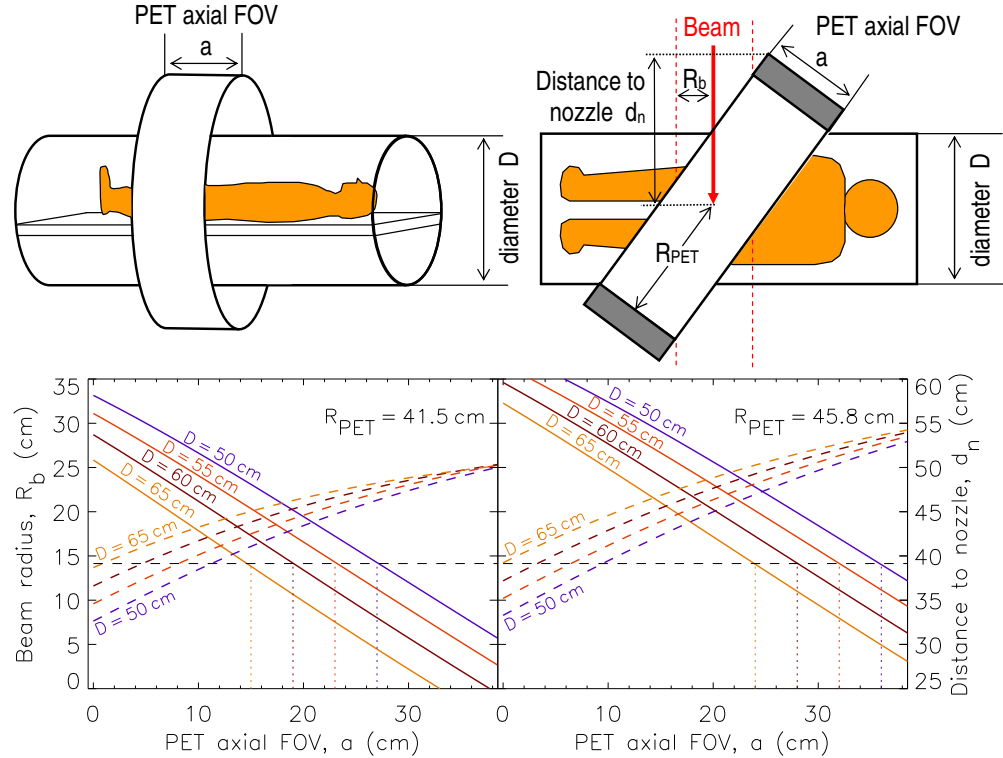 PET axial FOV
a
diameter D
Beam
PET axial FOV
a
Distance to
nozzle dn
Rb
RPET
diameter D
35
30
25
20
15
10
5
0
Beam radius, Rb (cm)
D = 50 cm
D = 55 cm
D = 60 cm
D = 65 cm
D = 65 cm
D = 50 cm
RPET = 41.5 cm
0
10
20
30
PET axial FOV, a (cm)
D = 50 cm
D = 55 cm
D = 60 cm
D = 65 cm
D = 65 cm
D = 50 cm
RPET = 45.8 cm
0
10
20
30
PET axial FOV, a (cm)
60
55
50
45
40
35
30
25
Distance to nozzle, dn (cm)